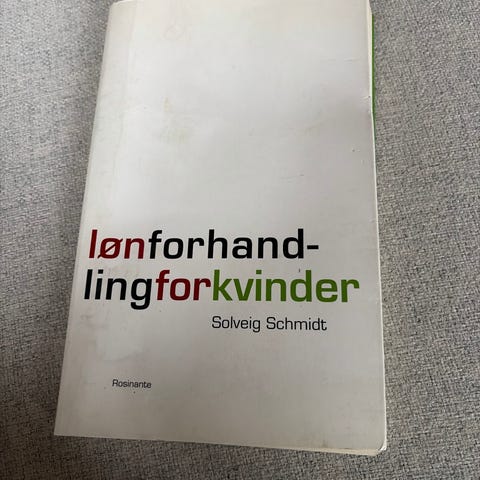 lønforhand-
lingforkvinder
Solveig Schmidt
Rosinante